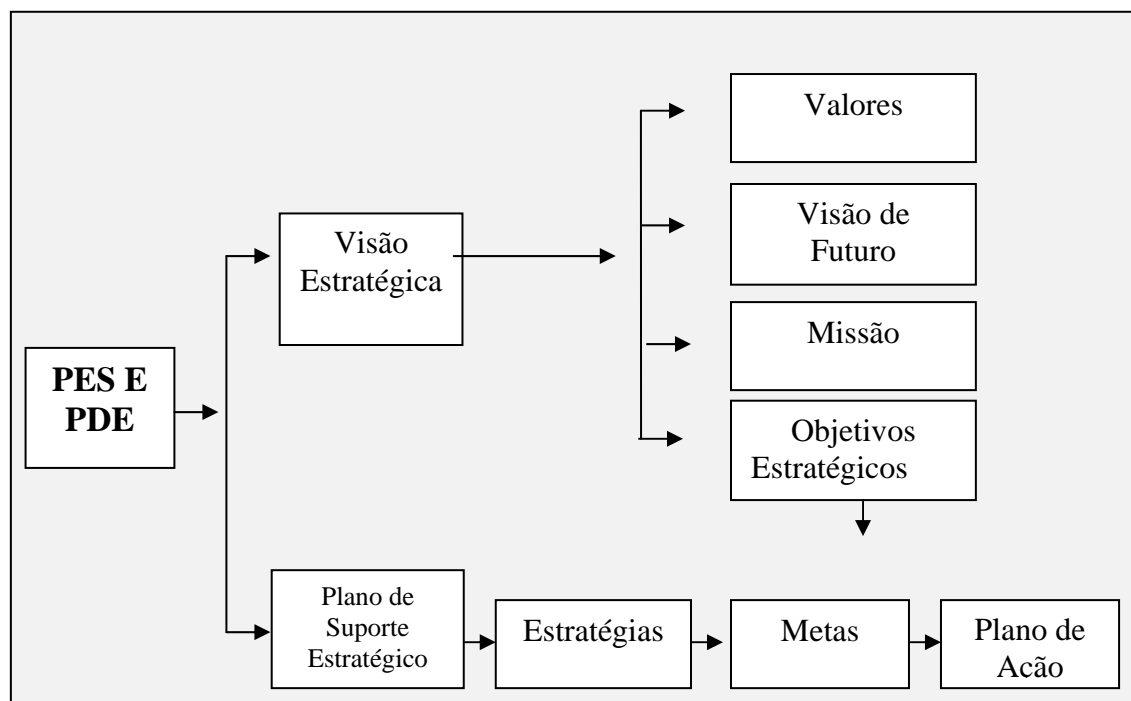 Valores
Visão de
Futuro
Visão
Estratégica
Missão
PES E
PDE
Objetivos
Estratégicos
Plano de
Suporte
Estratégico
Estratégias
Metas
Plano de
Ação